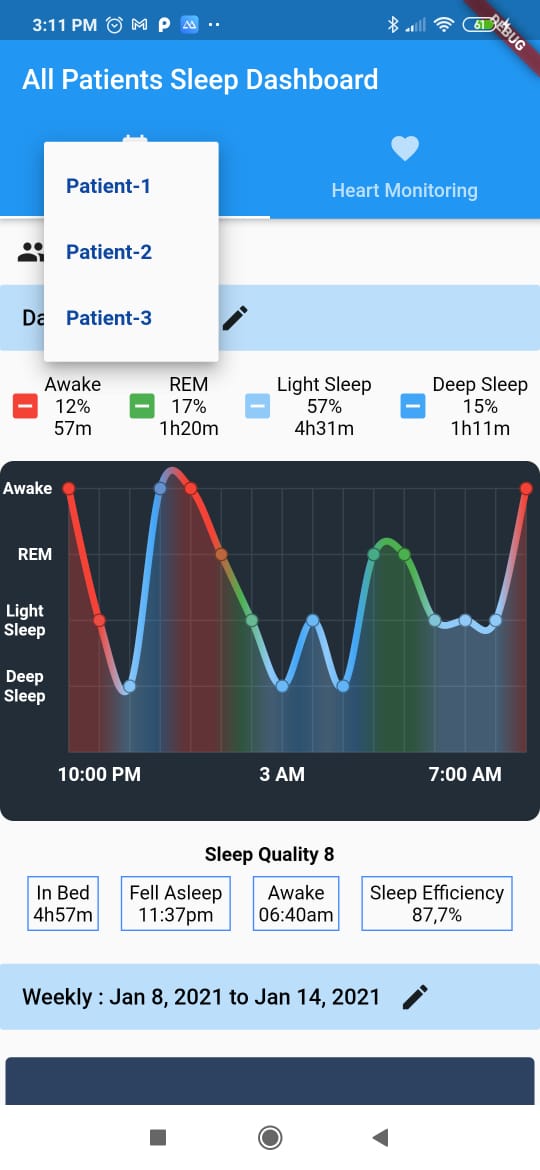 3:11 PM
61
DEBUG
All Patients Sleep Dashboard
Heart Monitoring
Patient-1
Patient-2
Patient-3
Da
Awake
12%
57m
REM
17%
1h20m
Light Sleep
57%
4h31m
Deep Sleep
15%
1h11m
Awake
REM
Light
Sleep
Deep
Sleep
10:00 PM 3 AM 7:00 AM
Sleep Quality 8
In Bed
4h57m
Fell Asleep
11:37pm
Awake
06:40am
Sleep Efficiency
87,7%
Weekly : Jan 8, 2021 to Jan 14, 2021